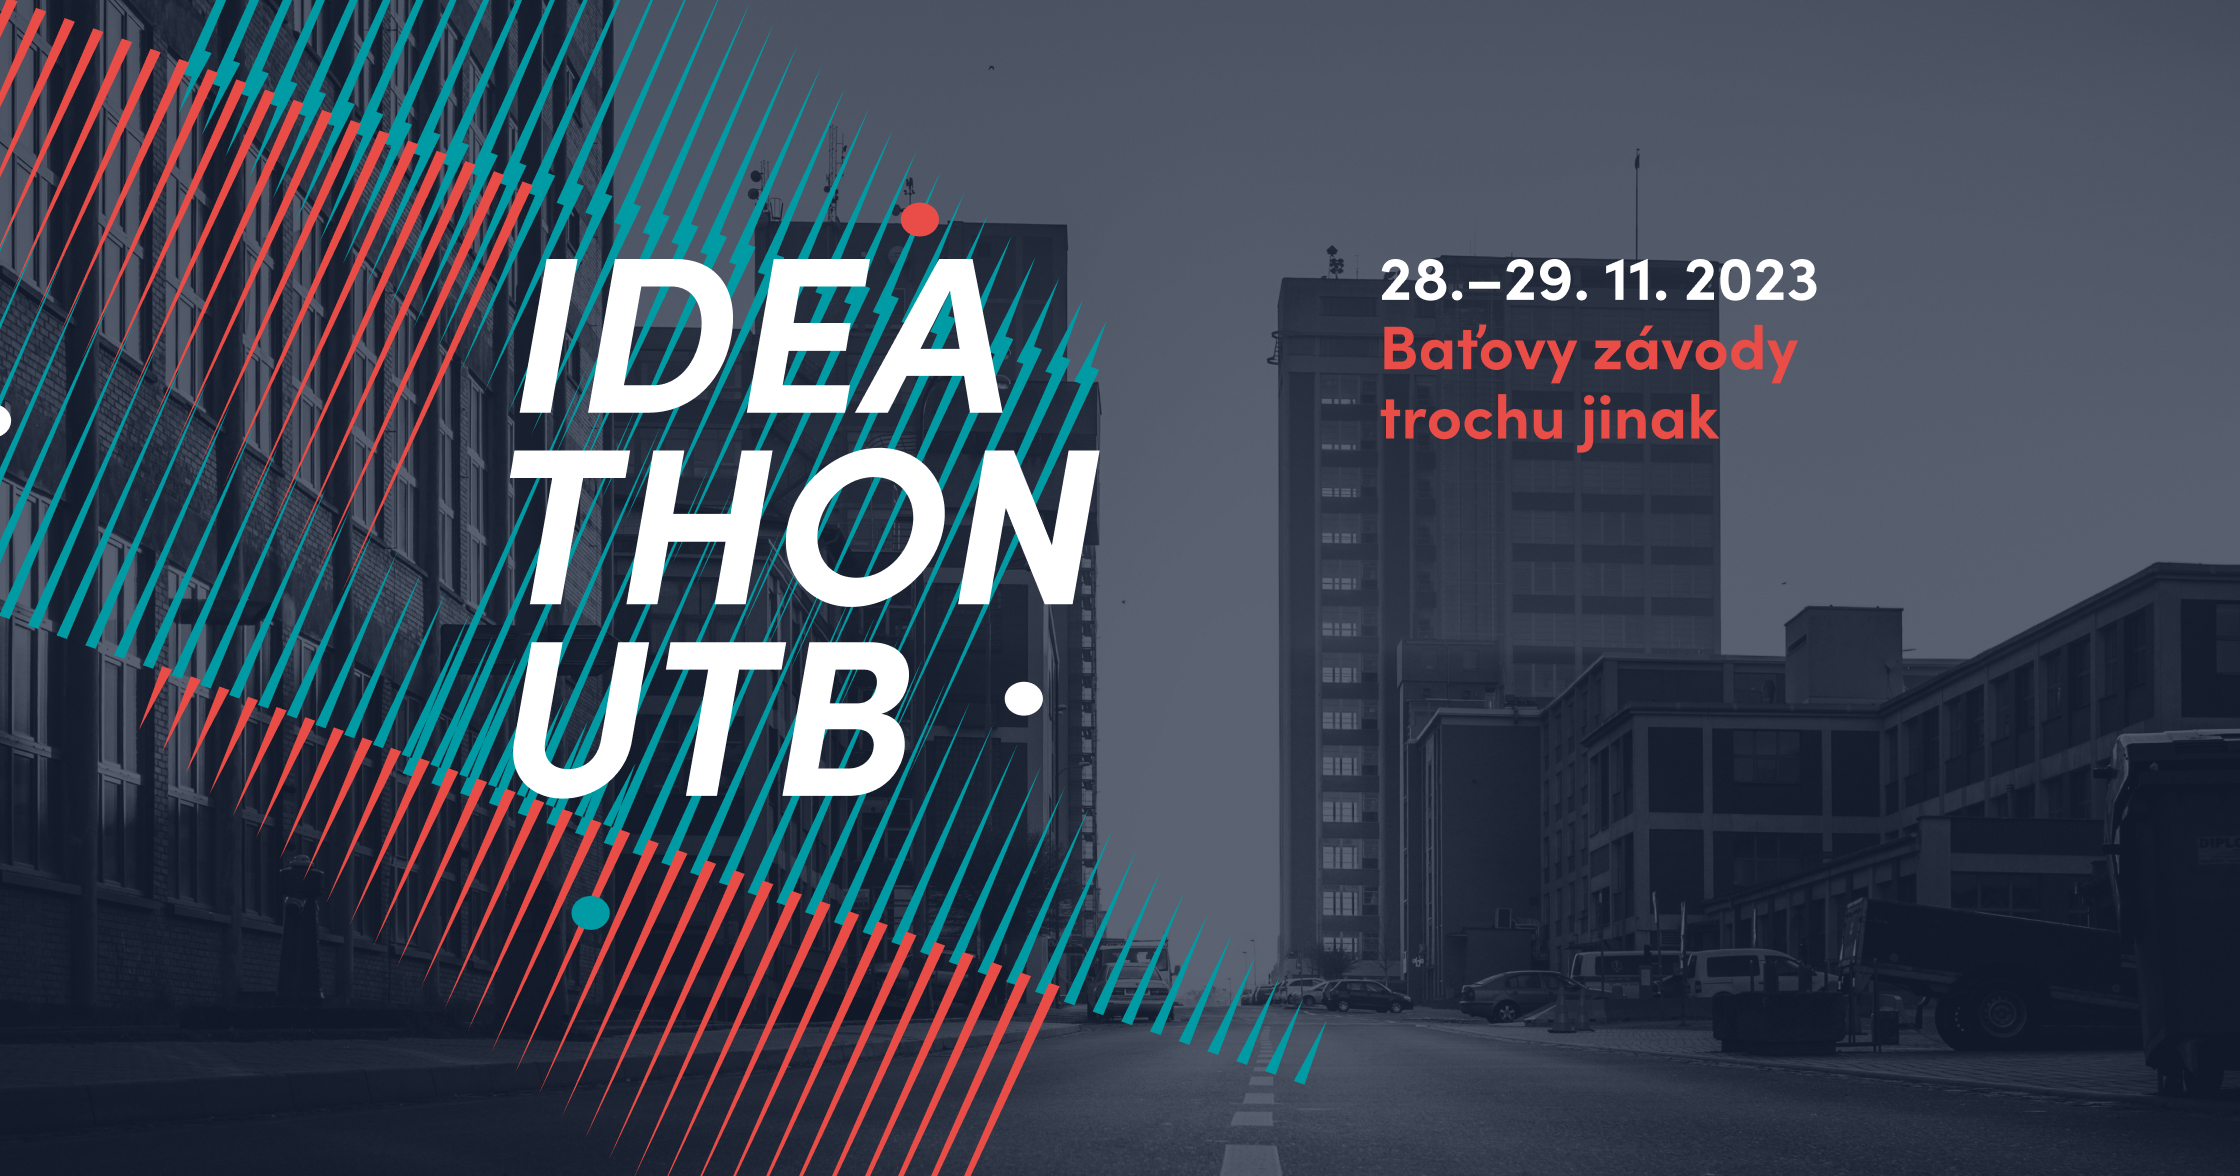 IDEA
THON
UTB
28.–29. 11. 2023
Baťovy závody
trochu jinak